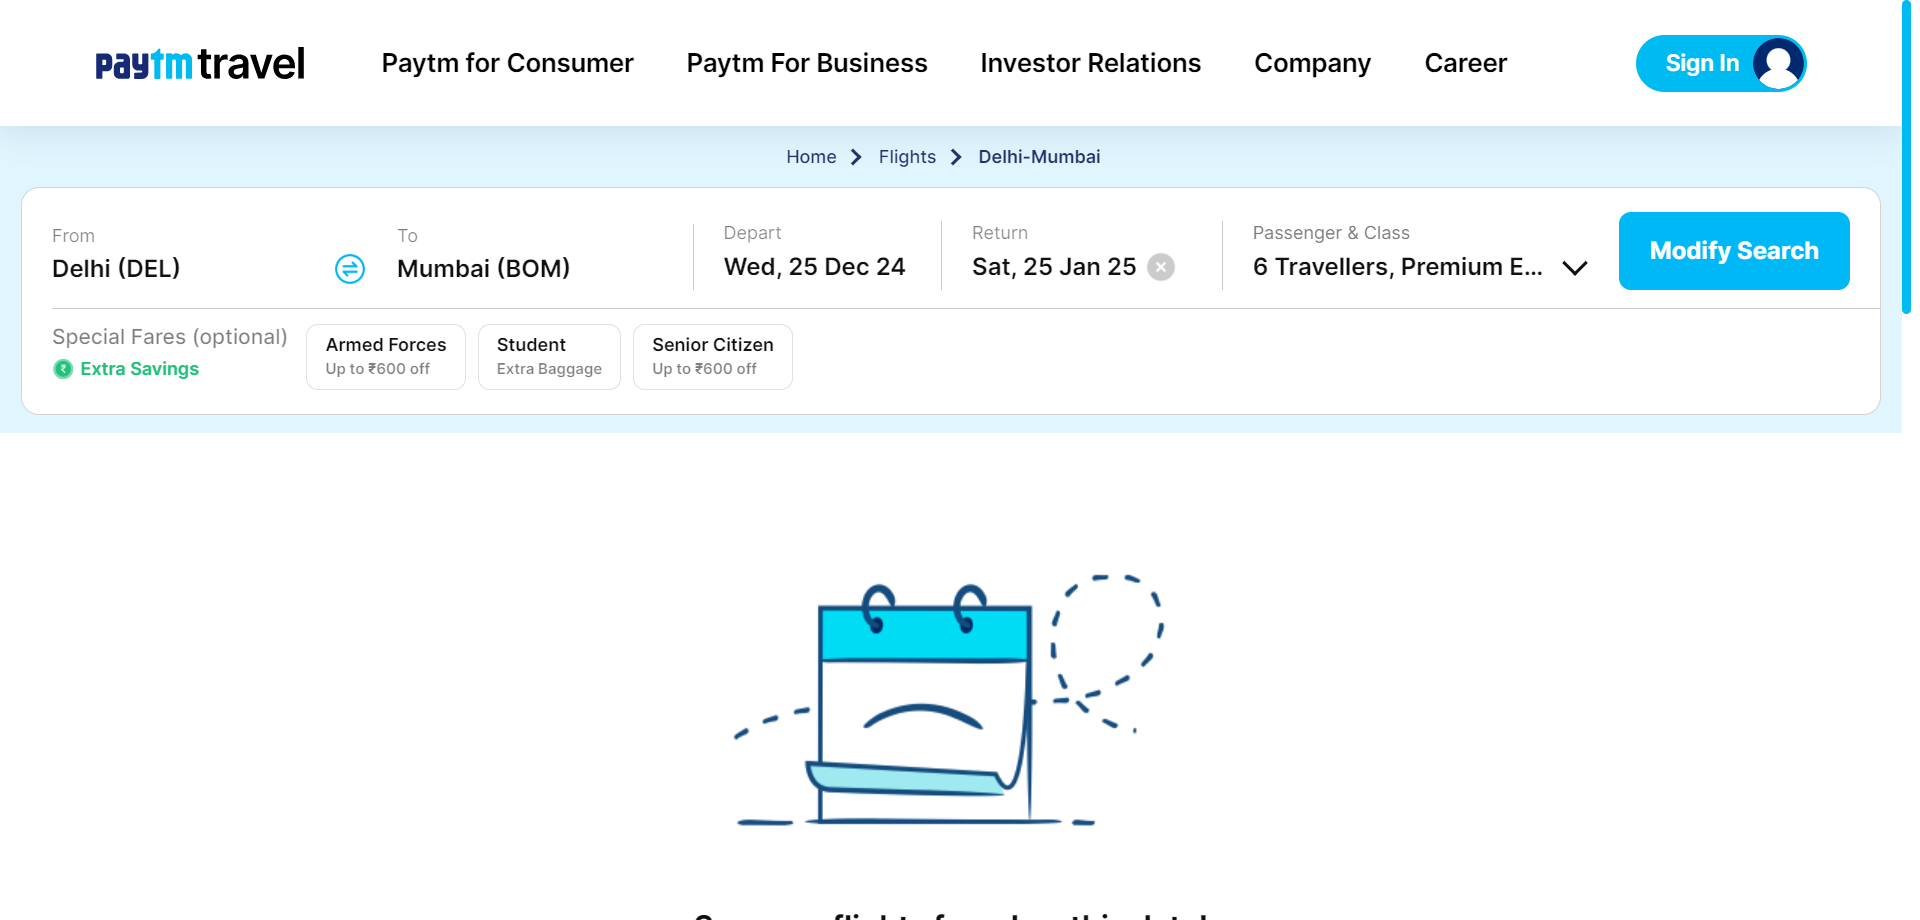 paytm travel
Paytm for Consumer
Paytm For Business
Investor Relations
Company
Career
Sign In
Home
Flights
Delhi-Mumbai
From
Delhi (DEL)
To
Mumbai (BOM)
Depart
Wed, 25 Dec 24
Return
Sat, 25 Jan 25
Passenger & Class
6 Travellers, Premium E...
Modify Search
Special Fares (optional)
₹ Extra Savings
Armed Forces
Up to ₹600 off
Student
Extra Baggage
Senior Citizen
Up to ₹600 off